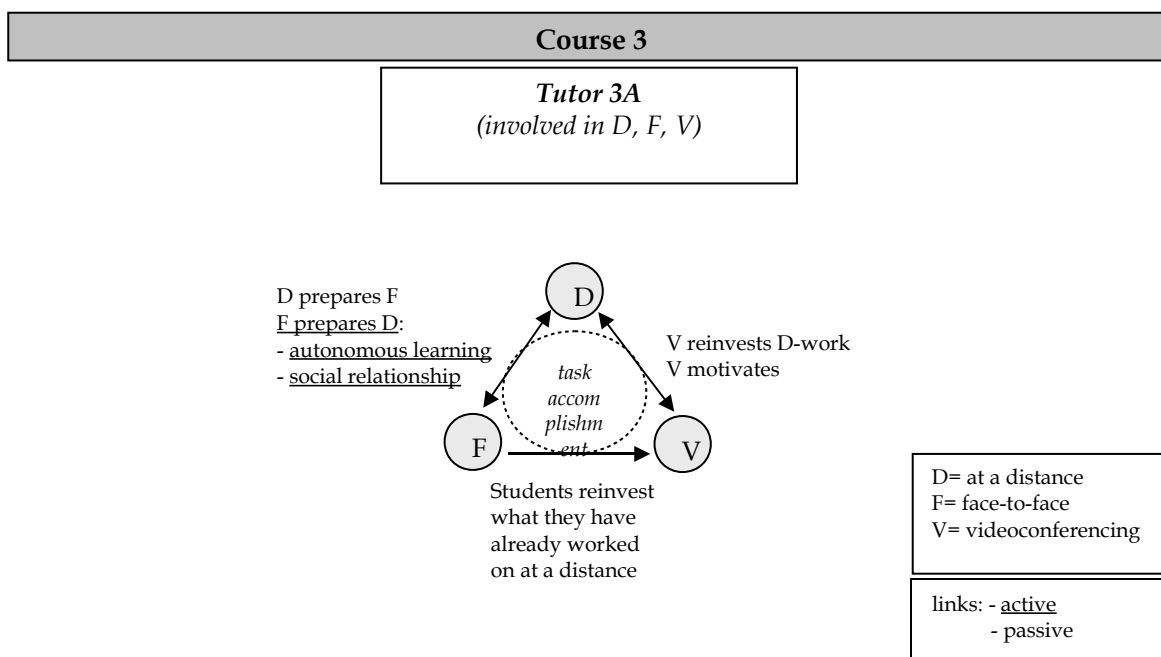 Course 3
Tutor 3A
(involved in D, F, V)
D
D prepares F
F prepares D:
- autonomous learning
- social relationship
V reinvests D-work
V motivates
task
accom
plishm
ent
F
V
Students reinvest
what they have
already worked
on at a distance
D= at a distance
F= face-to-face
V= videoconferencing
links: - active
- passive